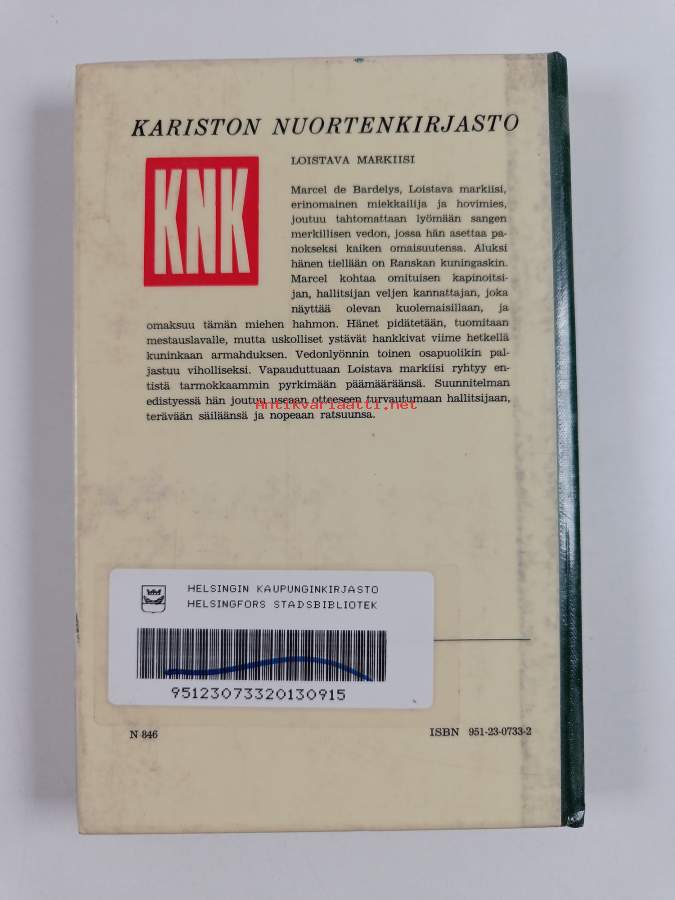 KARISTON NUORTENKIRJASTO
KNK
LOISTAVA MARKIISI
Marcel de Bardelys, Loistava markiisi,
erinomainen miekkailija ja hovimies,
joutuu tahtomattaan lyömään sangen
merkillisen vedon, jossa hän asettaa pa-
nokseksi kaiken omaisuutensa. Aluksi
hänen tiellään on Ranskan kuningaskin.
Marcel kohtaa omituisen kapinoitsi-
jan, hallitsijan veljen kannattajan, joka
näyttää olevan kuolemaisillaan, ja
omaksuu tämän miehen hahmon. Hänet pidätetään, tuomitaan
mestauslavalle, mutta uskolliset ystävät hankkivat viime hetkellä
kuninkaan armahduksen. Vedonlyönnin toinen osapuolikin pal-
jastuu viholliseksi. Vapauduttuaan Loistava markiisi ryhtyy en-
tistä tarmokkaammin pyrkimään päämääräänsä. Suunnitelman
edistyessä hän joutuu useaan otteeseen turvautumaan hallitsijaan,
terävään säiläänsä ja nopeaan ratsuunsa.
Antikvariaatti.net
HELSINGIN KAUPUNGINKIRJASTO
HELSINGFORS STADSBIBLIOTEK
95123073320130915
N 846
ISBN 951-23-0733-2